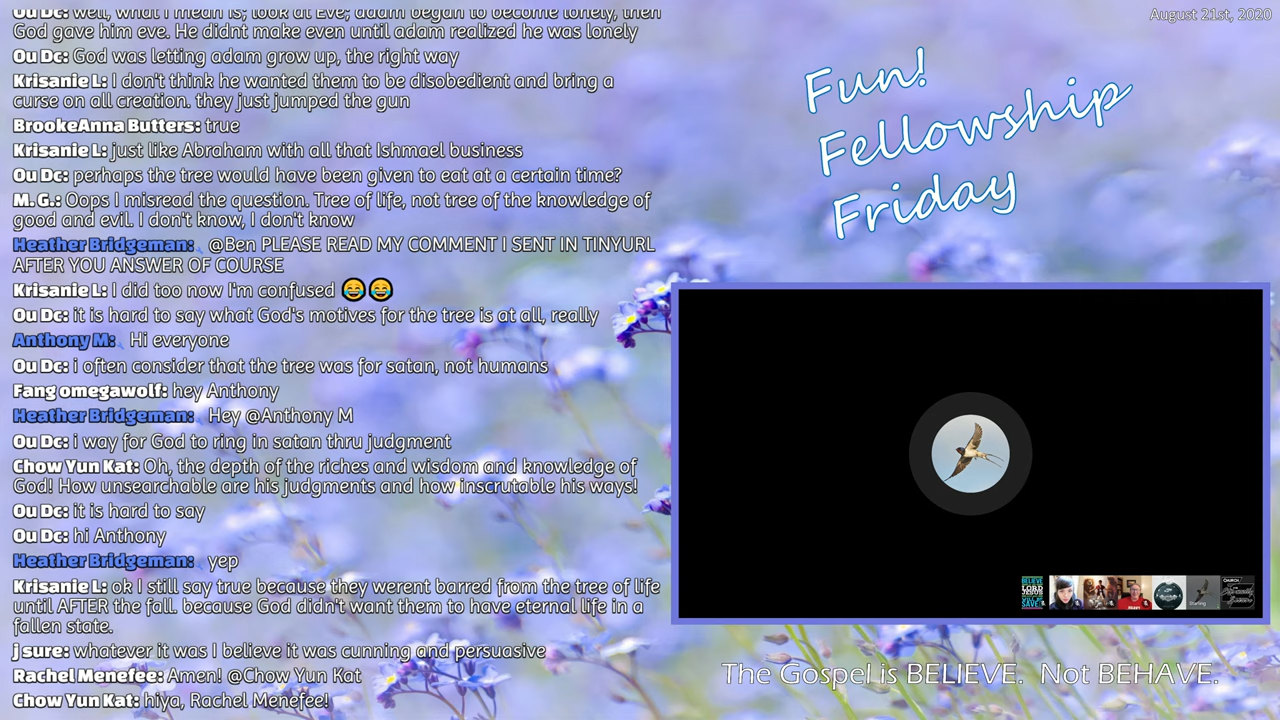 Ou Dc: well, what I mean is; look at Eve; adam began to become lonely, then
God gave him eve. He didnt make even until adam realized he was lonely
Ou Dc: God was letting adam grow up, the right way
Krisanie L: I don't think he wanted them to be disobedient and bring a
curse on all creation. they just jumped the gun
BrookeAnna Butters: true
Krisanie L: just like Abraham with all that Ishmael business
Ou Dc: perhaps the tree would have been given to eat at a certain time?
M. G.: Oops I misread the question. Tree of life, not tree of the knowledge of
good and evil. I don't know, I don't know
Heather Bridgeman: @Ben PLEASE READ MY COMMENT I SENT IN TINYURL
AFTER YOU ANSWER OF COURSE
Krisanie L: I did too now I'm confused 😂😂
Ou Dc: it is hard to say what God's motives for the tree is at all, really
Anthony M: Hi everyone
Ou Dc: i often consider that the tree was for satan, not humans
Fang omegawolf: hey Anthony
Heather Bridgeman: Hey @Anthony M
Ou Dc: i way for God to ring in satan thru judgment
Chow Yun Kat: Oh, the depth of the riches and wisdom and knowledge of
God! How unsearchable are his judgments and how inscrutable his ways!
Ou Dc: it is hard to say
Ou Dc: hi Anthony
Heather Bridgeman: yep
Krisanie L: ok I still say true because they werent barred from the tree of life
until AFTER the fall. because God didn't want them to have eternal life in a
fallen state.
j sure: whatever it was I believe it was cunning and persuasive
Rachel Menefee: Amen! @Chow Yun Kat
Chow Yun Kat: hiya, Rachel Menefee!
August 21st, 2020
Fun!
Fellowship
Friday
BELIEVE
LORD
SAVE
CHURCH
The Gospel is BELIEVE. Not BEHAVE.